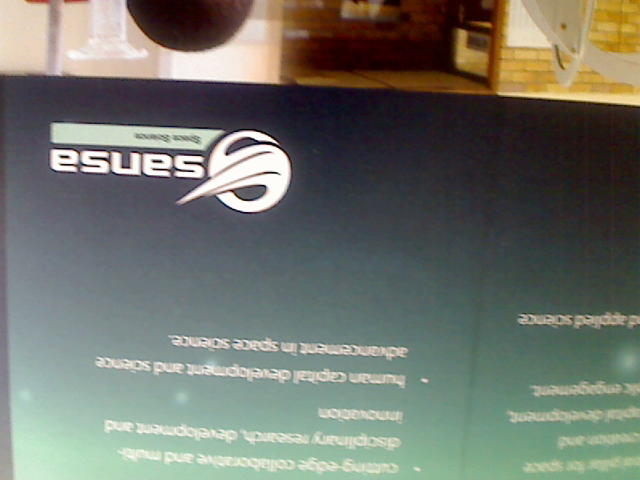 for space
and
development,
engagement.
applied science
• cutting-edge collaborative and multi-
disciplinary research, development and
innovation
• human capital development and science
advancement in space science.
sansa
Space Science